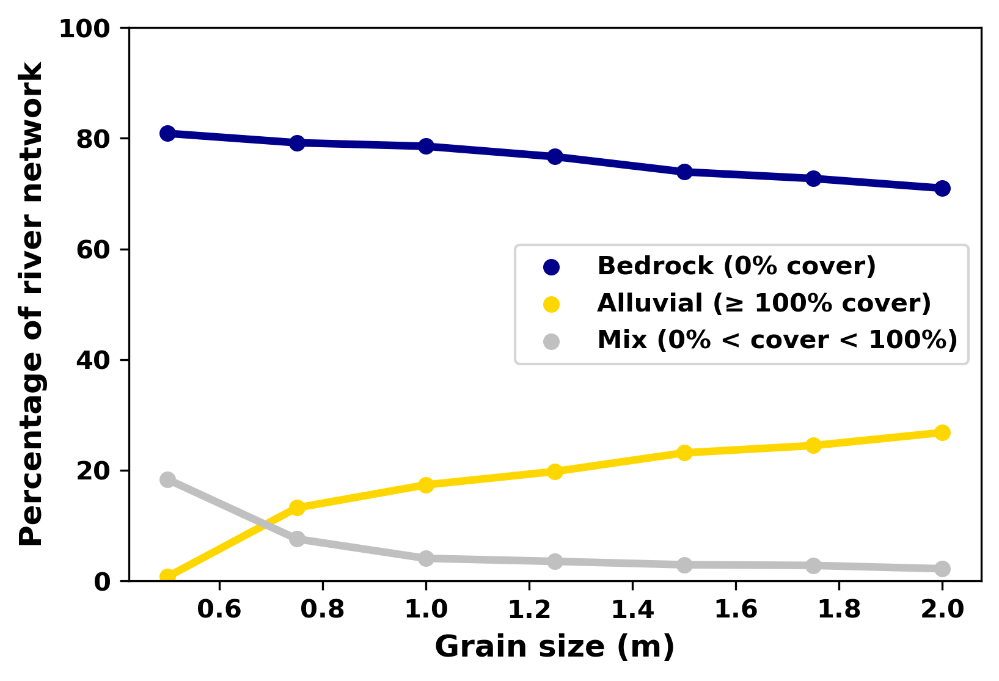 100
80
60
40
20
0
Percentage of river network
Bedrock (0% cover)
Alluvial (≥ 100% cover)
Mix (0% < cover < 100%)
0.6 0.8 1.0 1.2 1.4 1.6 1.8 2.0
Grain size (m)